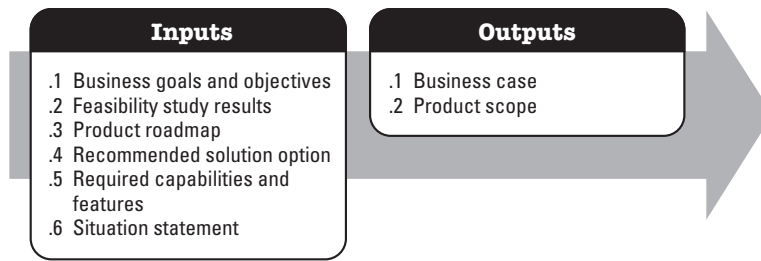 Inputs
.1 Business goals and objectives
.2 Feasibility study results
.3 Product roadmap
.4 Recommended solution option
.5 Required capabilities and
features
.6 Situation statement
Outputs
.1 Business case
.2 Product scope